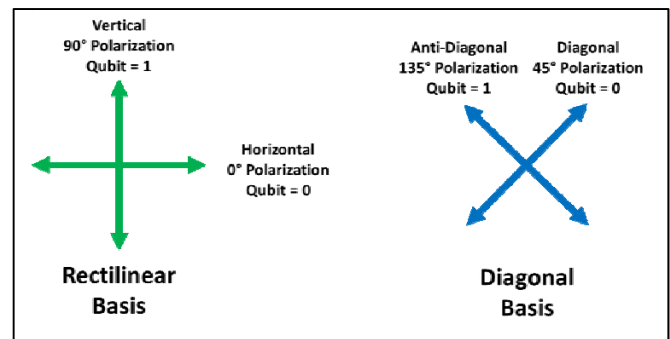 Vertical
90° Polarization
Qubit = 1
Horizontal
0° Polarization
Qubit = 0
Rectilinear
Basis
Anti-Diagonal
135° Polarization
Qubit = 1
Diagonal
45° Polarization
Qubit = 0
Diagonal
Basis